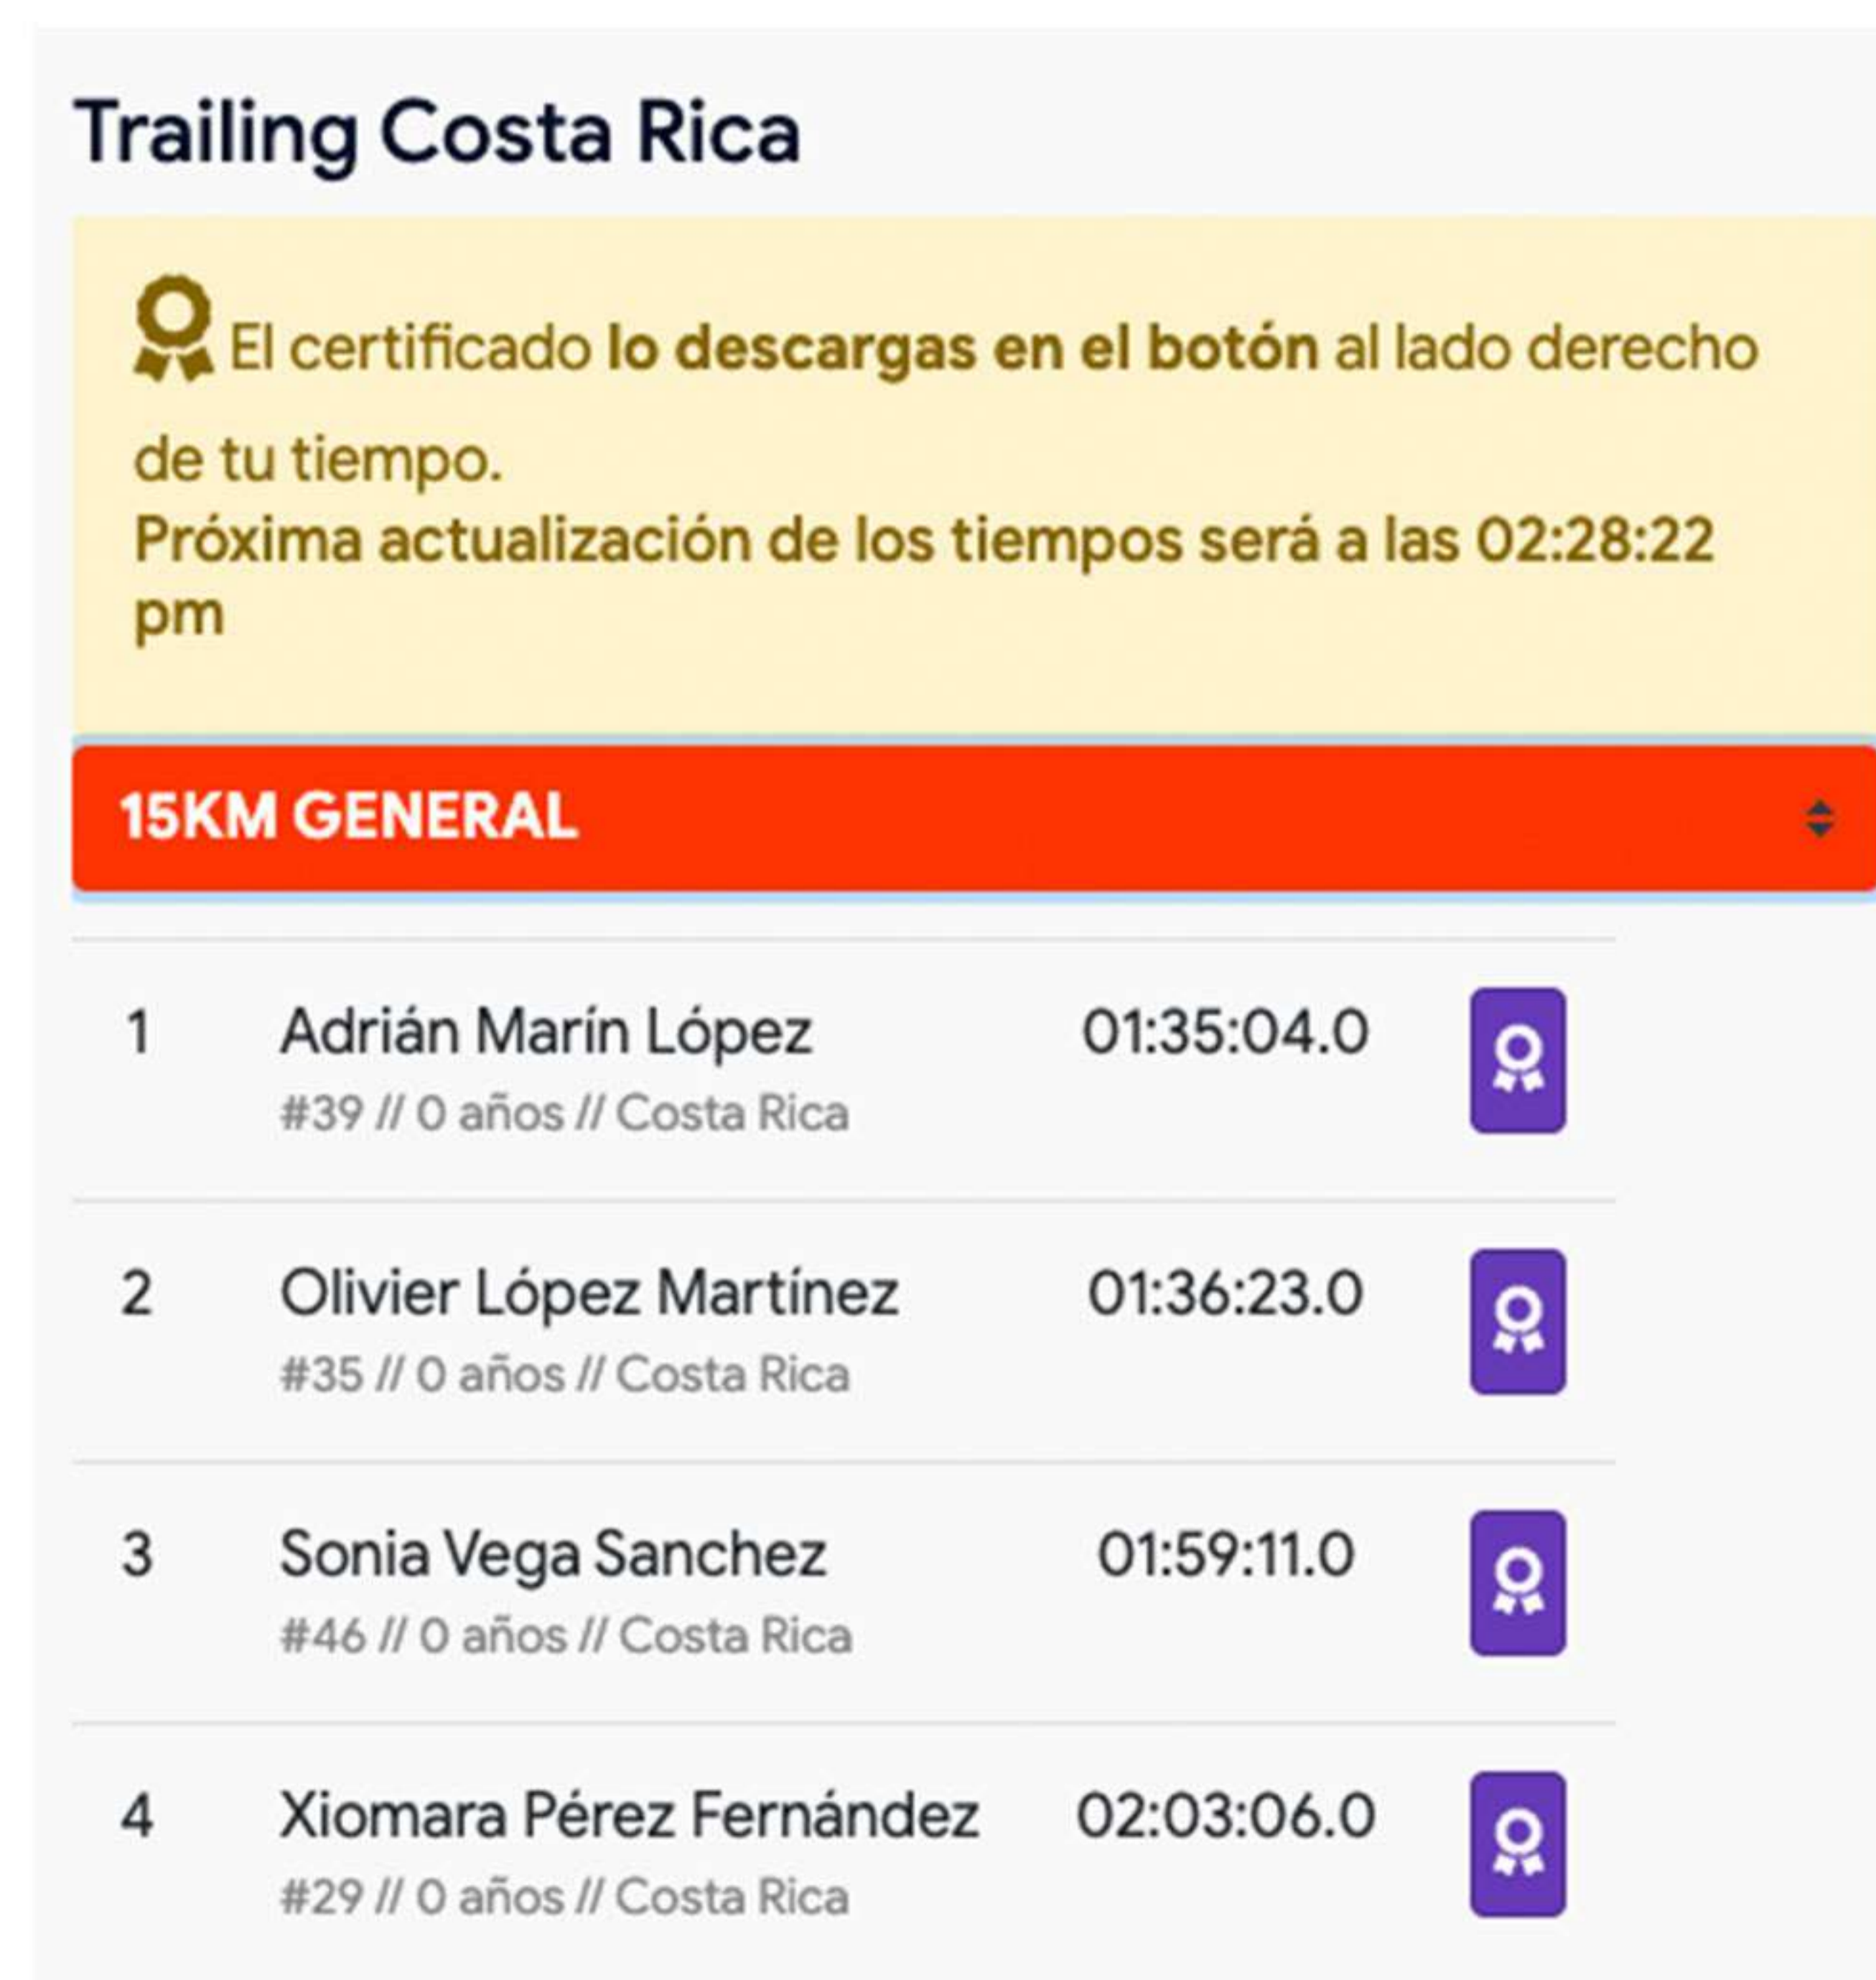 Trailing Costa Rica
El certificado lo descargas en el botón al lado derecho
de tu tiempo.
Próxima actualización de los tiempos será a las 02:28:22
pm
15KM GENERAL
1 Adrián Marín López 01:35:04.0
#39 // 0 años // Costa Rica
2 Olivier López Martínez 01:36:23.0
#35 // 0 años // Costa Rica
3 Sonia Vega Sanchez 01:59:11.0
#46 // 0 años // Costa Rica
4 Xiomara Pérez Fernández 02:03:06.0
#29 // 0 años // Costa Rica